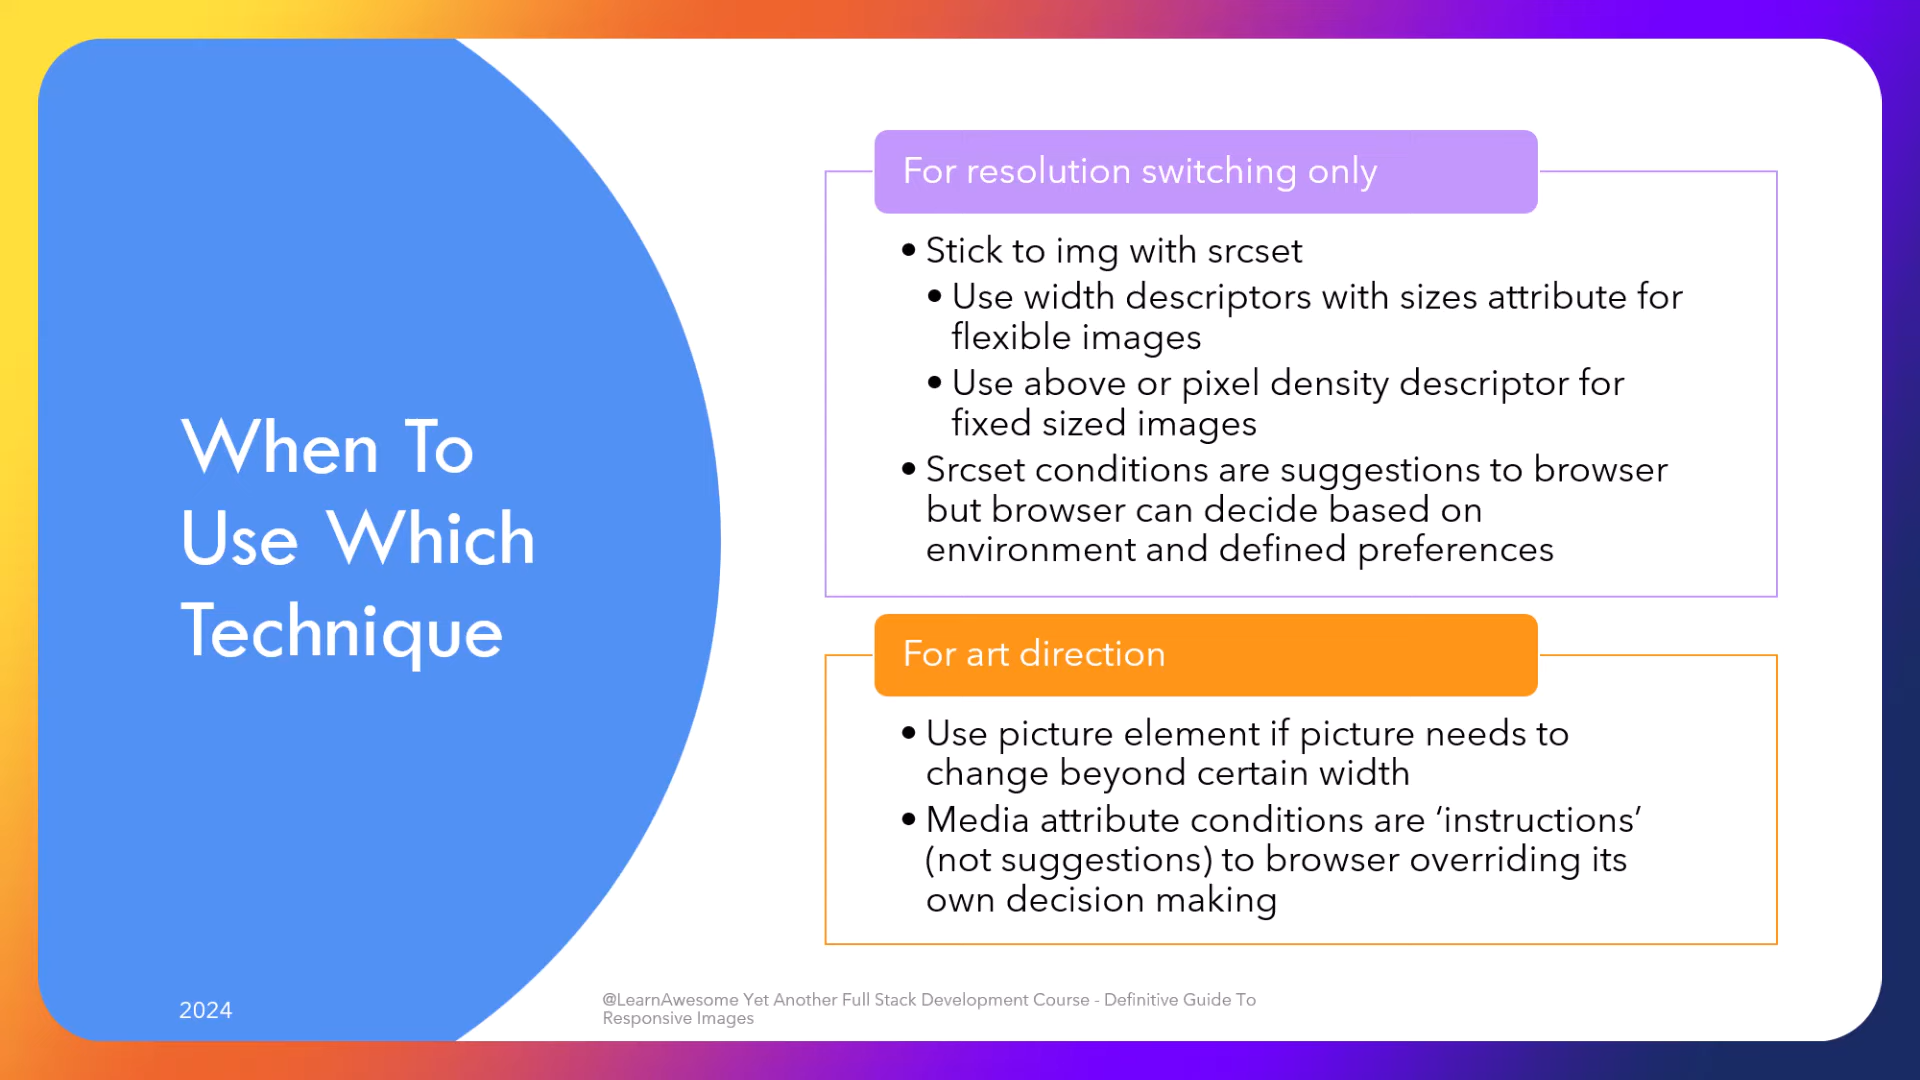 When To
Use Which
Technique
For resolution switching only
• Stick to img with srcset
• Use width descriptors with sizes attribute for
flexible images
• Use above or pixel density descriptor for
fixed sized images
• Srcset conditions are suggestions to browser
but browser can decide based on
environment and defined preferences
For art direction
• Use picture element if picture needs to
change beyond certain width
• Media attribute conditions are ‘instructions’
(not suggestions) to browser overriding its
own decision making
2024
@LearnAwesome Yet Another Full Stack Development Course - Definitive Guide To
Responsive Images